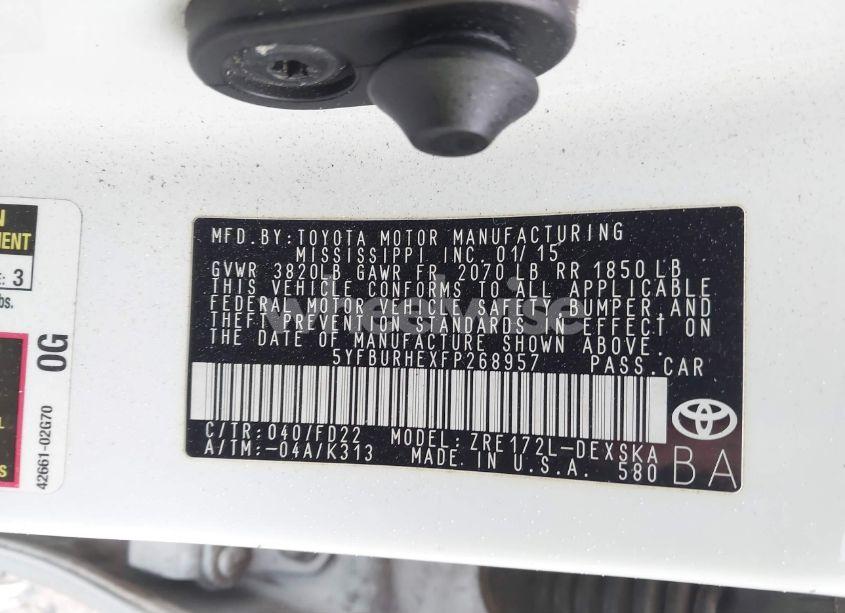 MFD. BY: TOYOTA MOTOR MANUFACTURING
MISSISSIPPI INC. 01/15
GVWR 3820LB GAWR FR 2070 LB RR 1850 LB
THIS VEHICLE CONFORMS TO ALL APPLICABLE
FEDERAL MOTOR VEHICLE SAFETY BUMPER, AND
THEFT PREVENTION STANDARDS IN EFFECT ON
THE DATE OF MANUFACTURE SHOWN ABOVE.
5YFBURHEXFP268957 PASS. CAR
C/TR: 040/FD22 MODEL: ZRE172L-DEXSKA
A/TM: -04A/K313 MADE IN U.S.A. 580
BA
N
MENT
: 3
bs.
L
s
0G
42661-02G70